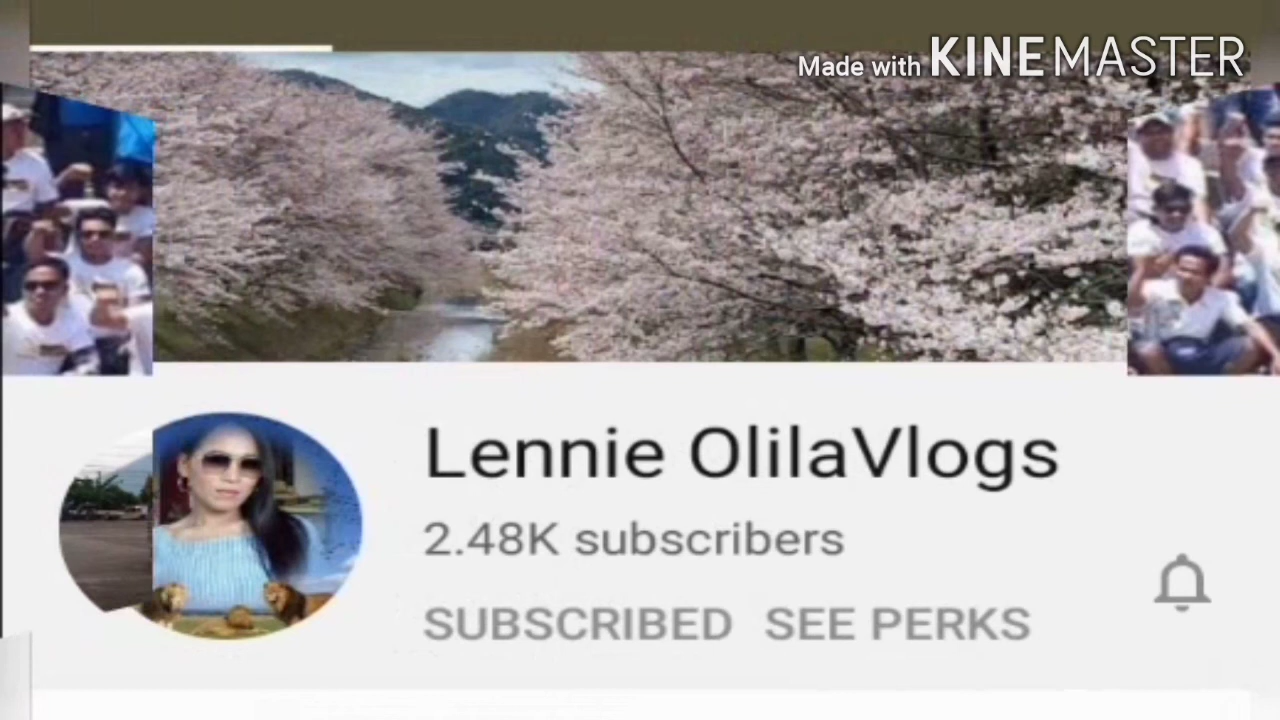 Made with KINEMASTER
Lennie OlilaVlogs
2.48K subscribers
SUBSCRIBED SEE PERKS